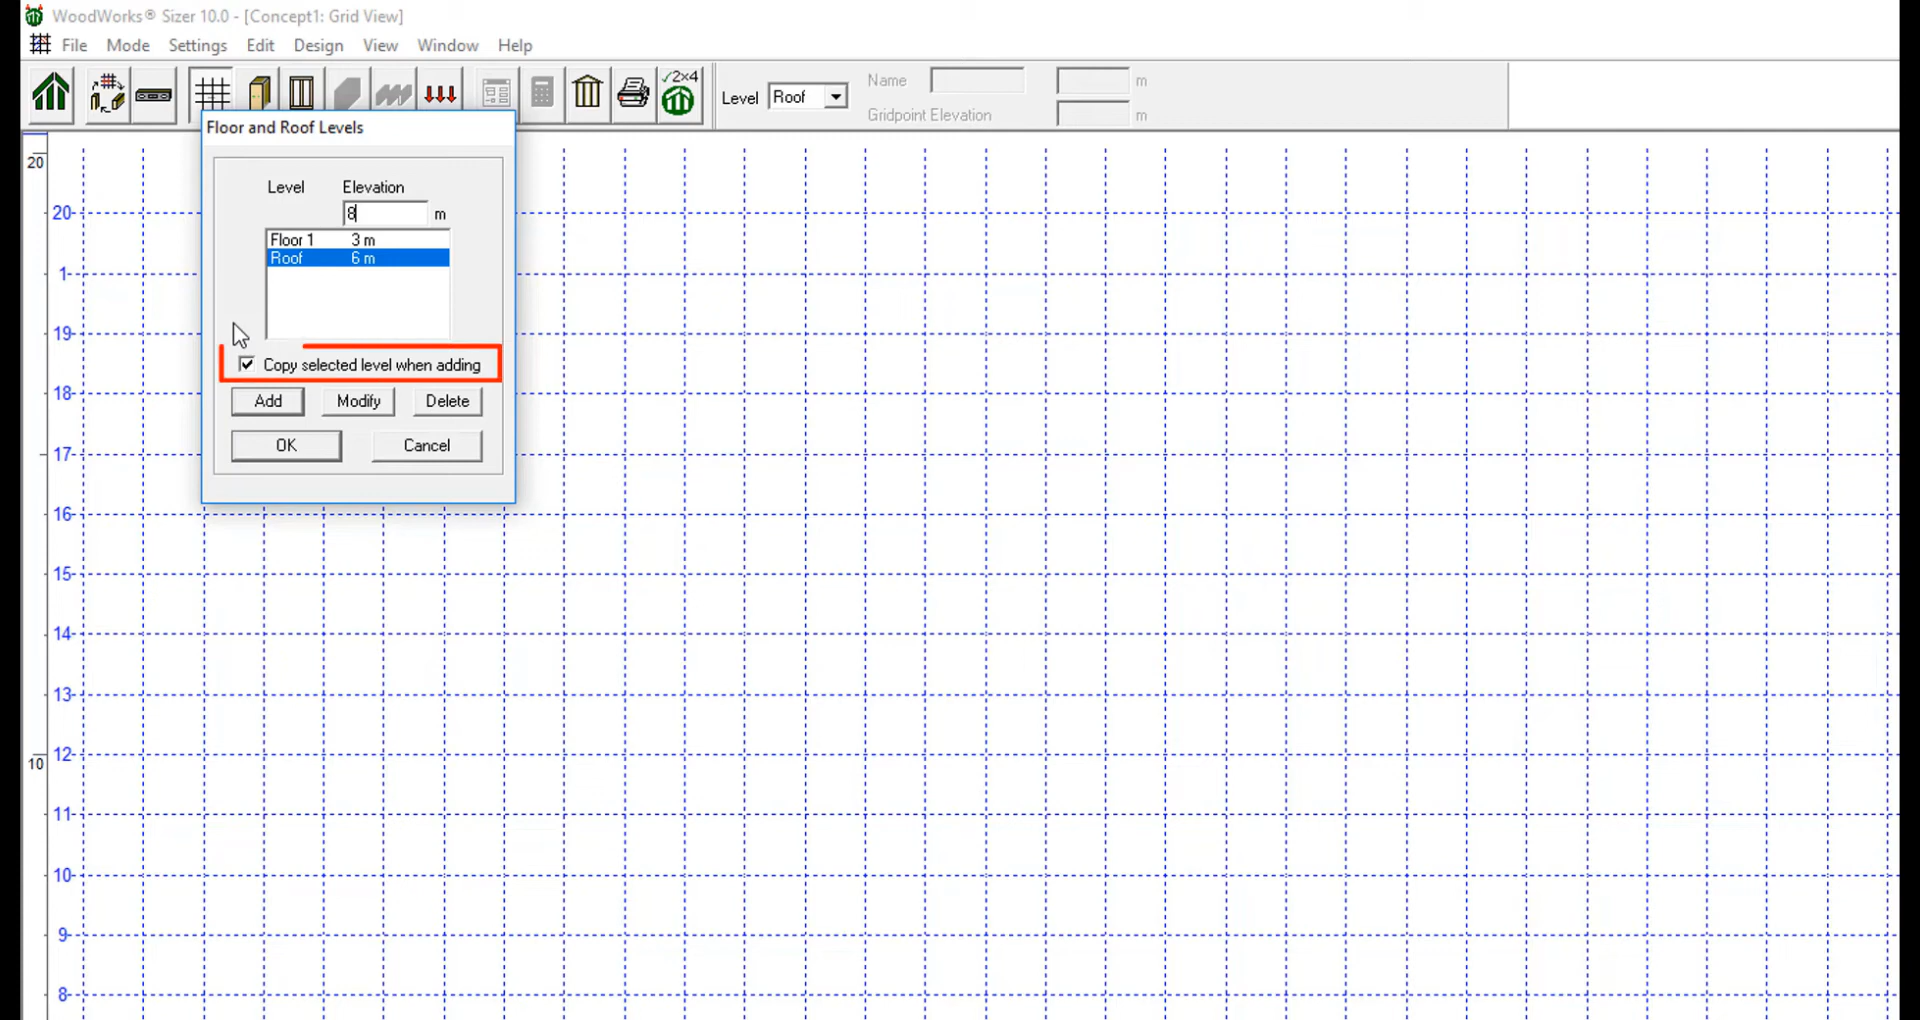 WoodWorks® Sizer 10.0 - [Concept1: Grid View]
File Mode Settings Edit Design View Window Help
✓2×4
Level Roof Name m
Gridpoint Elevation m
Floor and Roof Levels
Level Elevation
8 m
Floor 1 3 m
Roof 6 m
Copy selected level when adding
Add Modify Delete
OK Cancel
20
20
1
19
18
17
16
15
14
13
12
10
11
10
9
8